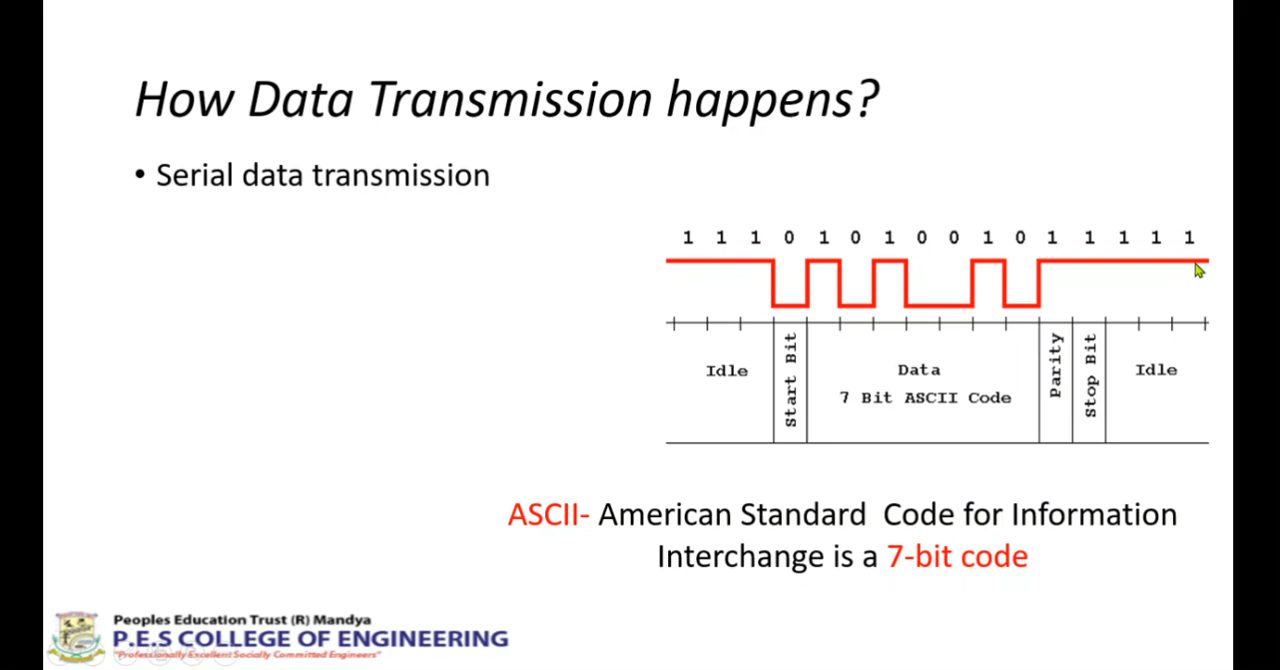 How Data Transmission happens?
• Serial data transmission
1 1 1 0 1 0 1 0 0 1 0 1 1 1 1 1
Idle
Start Bit
Data
7 Bit ASCII Code
Parity
Stop Bit
Idle
ASCII- American Standard Code for Information
Interchange is a 7-bit code
Peoples Education Trust (R) Mandya
P.E.S COLLEGE OF ENGINEERING
"Professionally Excellent Socially Committed Engineers"